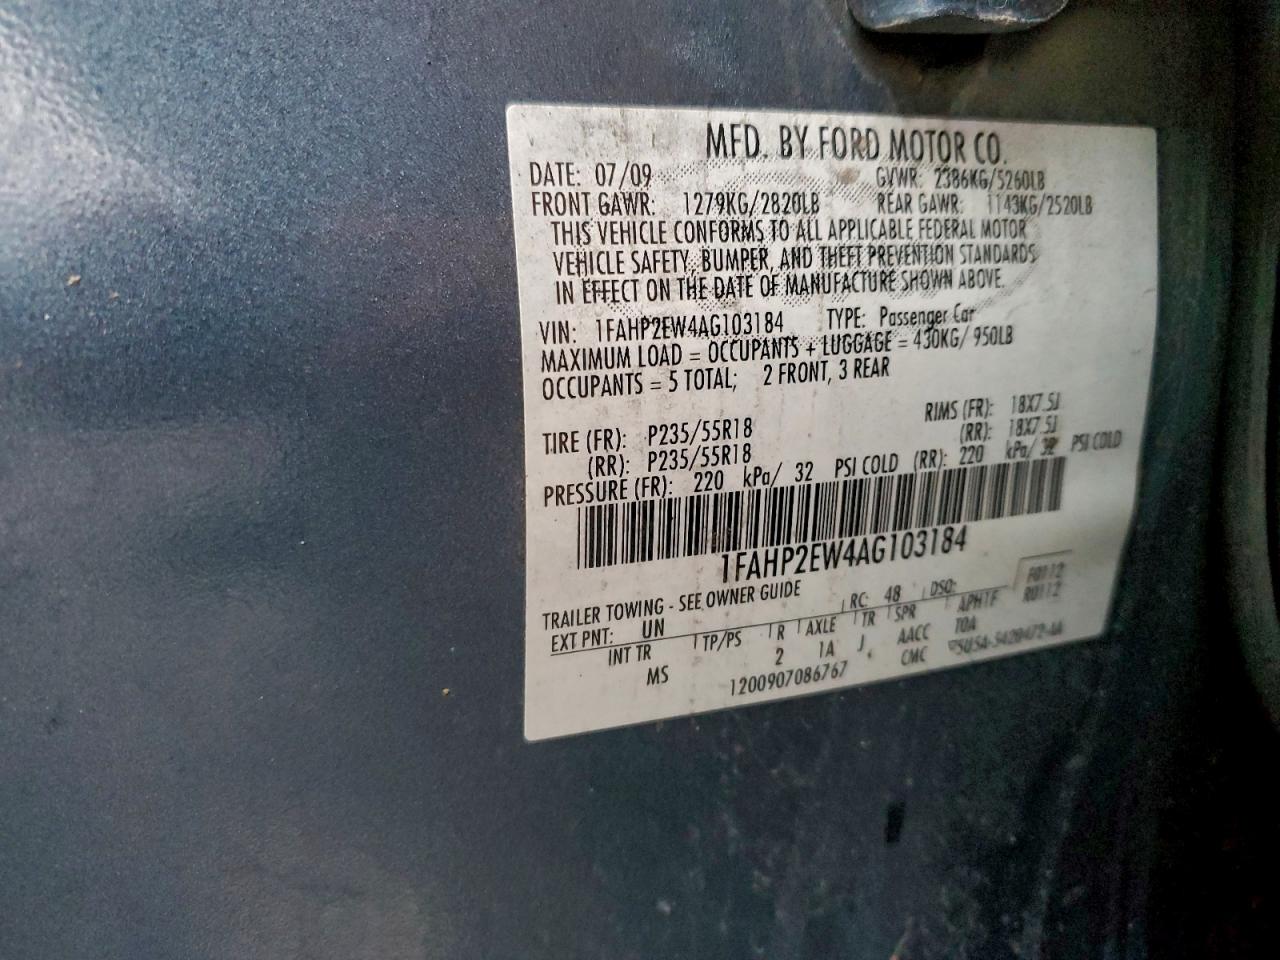 MFD. BY FORD MOTOR CO.
DATE: 07/09 GVWR: 2386KG/5260LB
FRONT GAWR: 1279KG/2820LB REAR GAWR: 1143KG/2520LB
THIS VEHICLE CONFORMS TO ALL APPLICABLE FEDERAL MOTOR
VEHICLE SAFETY, BUMPER, AND THEFT PREVENTION STANDARDS
IN EFFECT ON THE DATE OF MANUFACTURE SHOWN ABOVE.
VIN: 1FAHP2EW4AG103184 TYPE: Passenger Car
MAXIMUM LOAD = OCCUPANTS + LUGGAGE = 430KG/ 950LB
OCCUPANTS = 5 TOTAL; 2 FRONT, 3 REAR
TIRE (FR): P235/55R18 RIMS (FR): 18X7.5J
(RR): P235/55R18 (RR): 18X7.5J
PRESSURE (FR): 220 kPa/ 32 PSI COLD (RR): 220 kPa/ 32 PSI COLD
1FAHP2EW4AG103184
TRAILER TOWING - SEE OWNER GUIDE
EXT PNT: UN RC: 48 DSO: F0112
R0112
INT TR TP/PS R AXLE TR SPR APHTF
MS 2 1A J AACC TOA
1200907086767 CMC